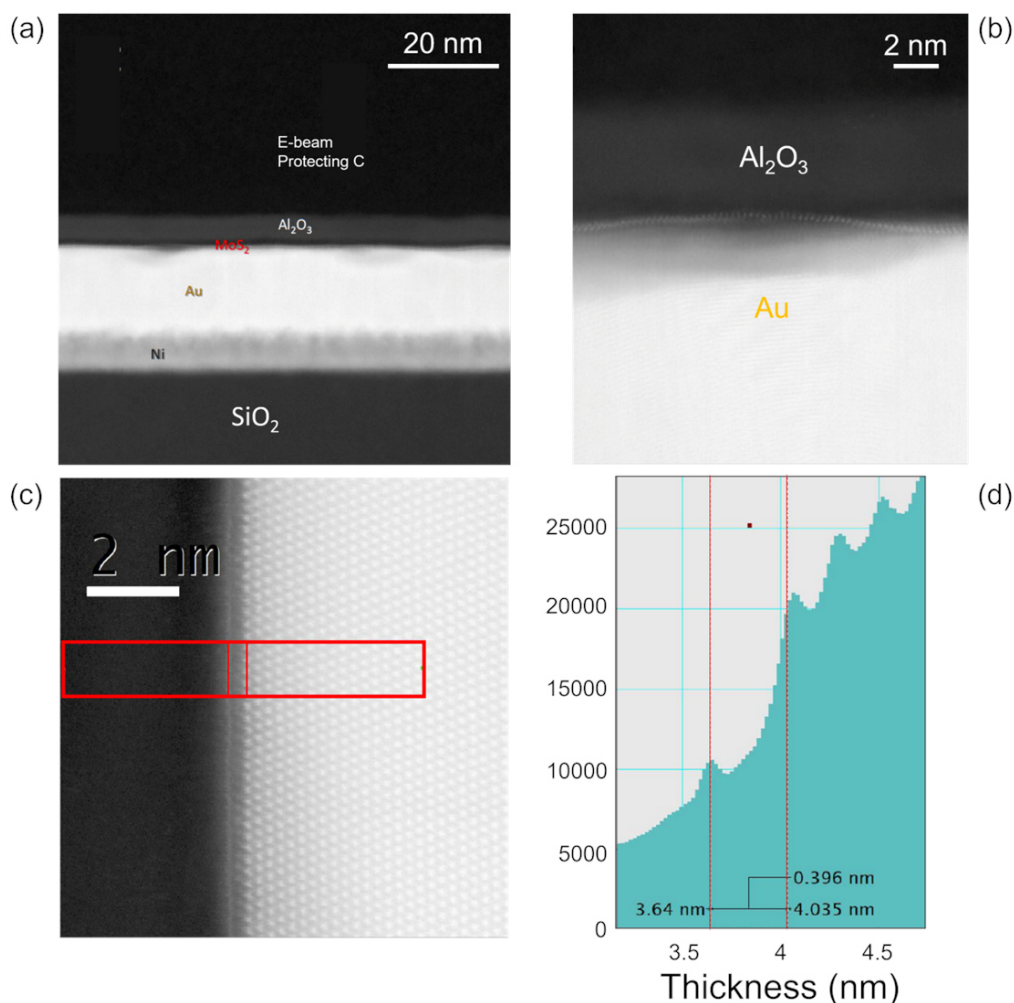 (a)
20 nm
E-beam
Protecting C
Al₂O₃
MoS₂
Au
Ni
SiO₂
(b)
2 nm
Al₂O₃
Au
(c)
2 nm
(d)
25000
20000
15000
10000
5000
0
0.396 nm
3.64 nm
4.035 nm
3.5
4
4.5
Thickness (nm)